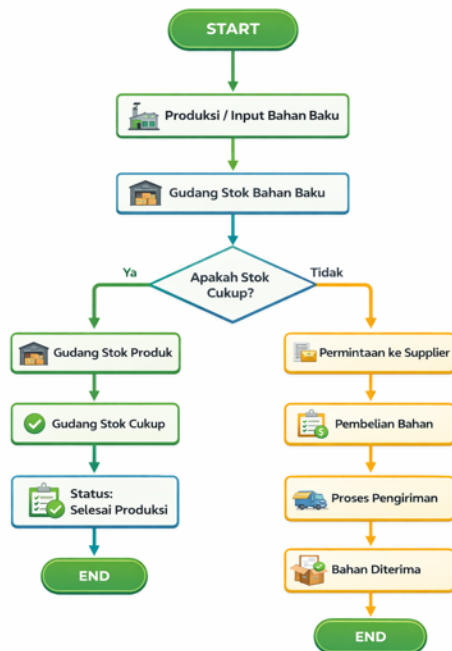 START
Produksi / Input Bahan Baku
Gudang Stok Bahan Baku
Apakah Stok
Cukup?
Ya
Tidak
Gudang Stok Produk
Gudang Stok Cukup
Status:
Selesai Produksi
END
Permintaan ke Supplier
Pembelian Bahan
Proses Pengiriman
Bahan Diterima
END